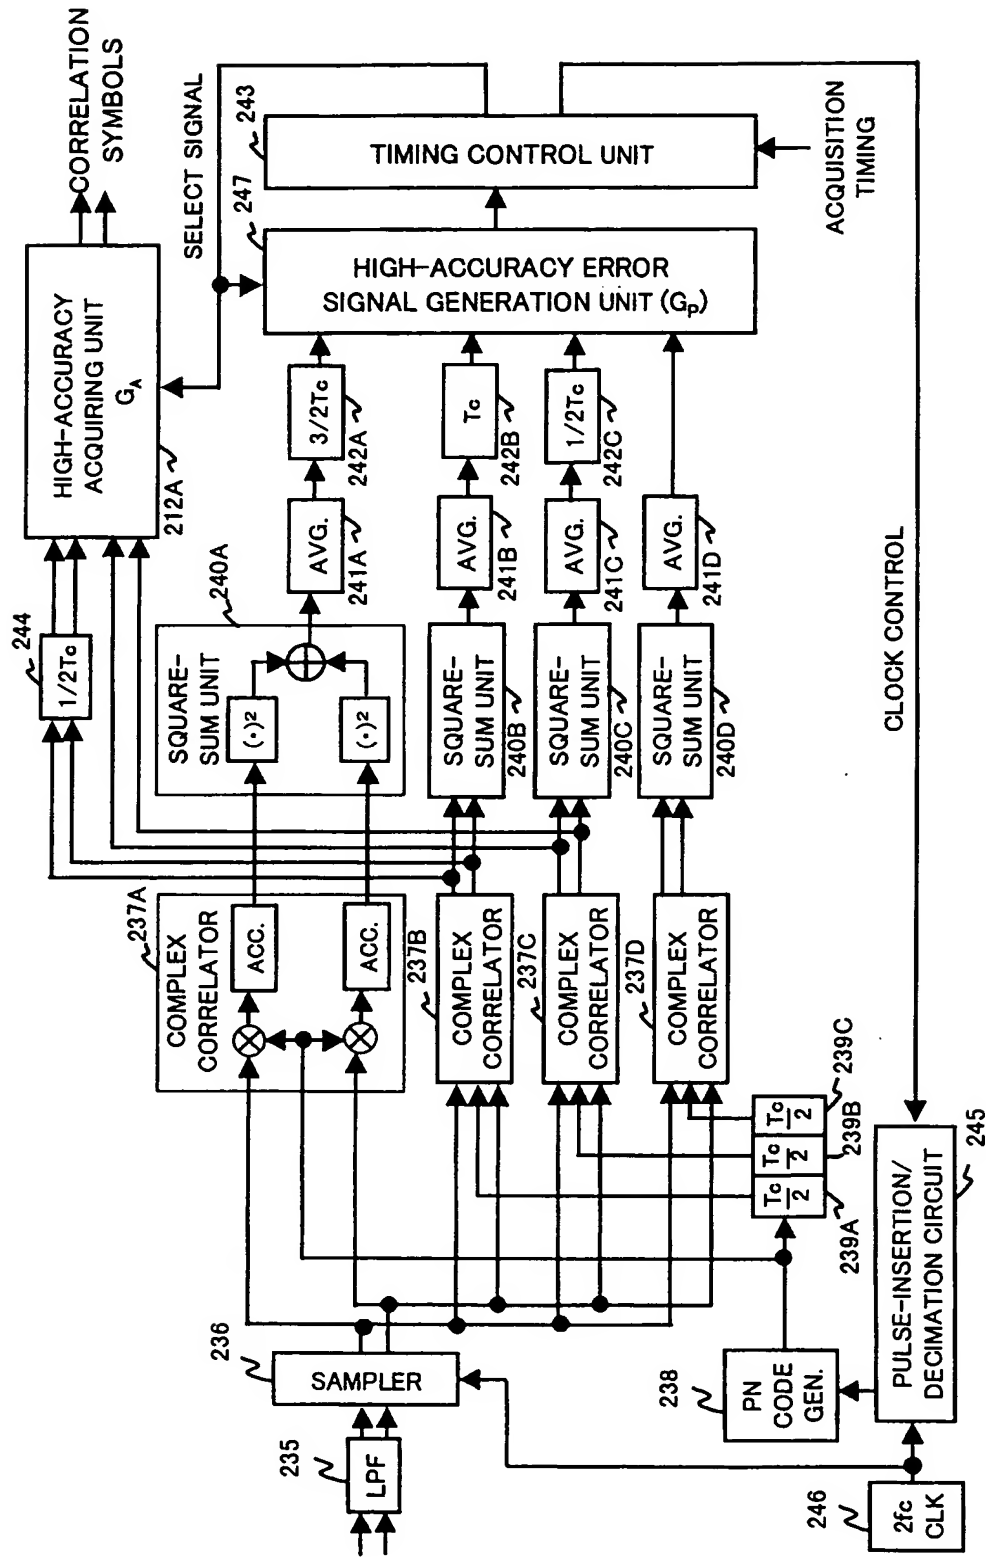 CORRELATION
SYMBOLS
HIGH-ACCURACY
ACQUIRING UNIT
GA
212A
SELECT SIGNAL
244
1/2Tc
247
HIGH-ACCURACY ERROR
SIGNAL GENERATION UNIT (GP)
243
TIMING CONTROL UNIT
ACQUISITION
TIMING
237A
COMPLEX
CORRELATOR
ACC.
ACC.
240A
SQUARE-
SUM UNIT
(•)²
(•)²
AVG.
241A
3/2Tc
242A
237B
COMPLEX
CORRELATOR
SQUARE-
SUM UNIT
240B
AVG.
241B
Tc
242B
237C
COMPLEX
CORRELATOR
SQUARE-
SUM UNIT
240C
AVG.
241C
1/2Tc
242C
237D
COMPLEX
CORRELATOR
SQUARE-
SUM UNIT
240D
AVG.
241D
235
LPF
236
SAMPLER
238
PN
CODE
GEN.
Tc
2
Tc
2
Tc
2
239A
239B
239C
CLOCK CONTROL
246
2fc
CLK
PULSE-INSERTION/
DECIMATION CIRCUIT
245